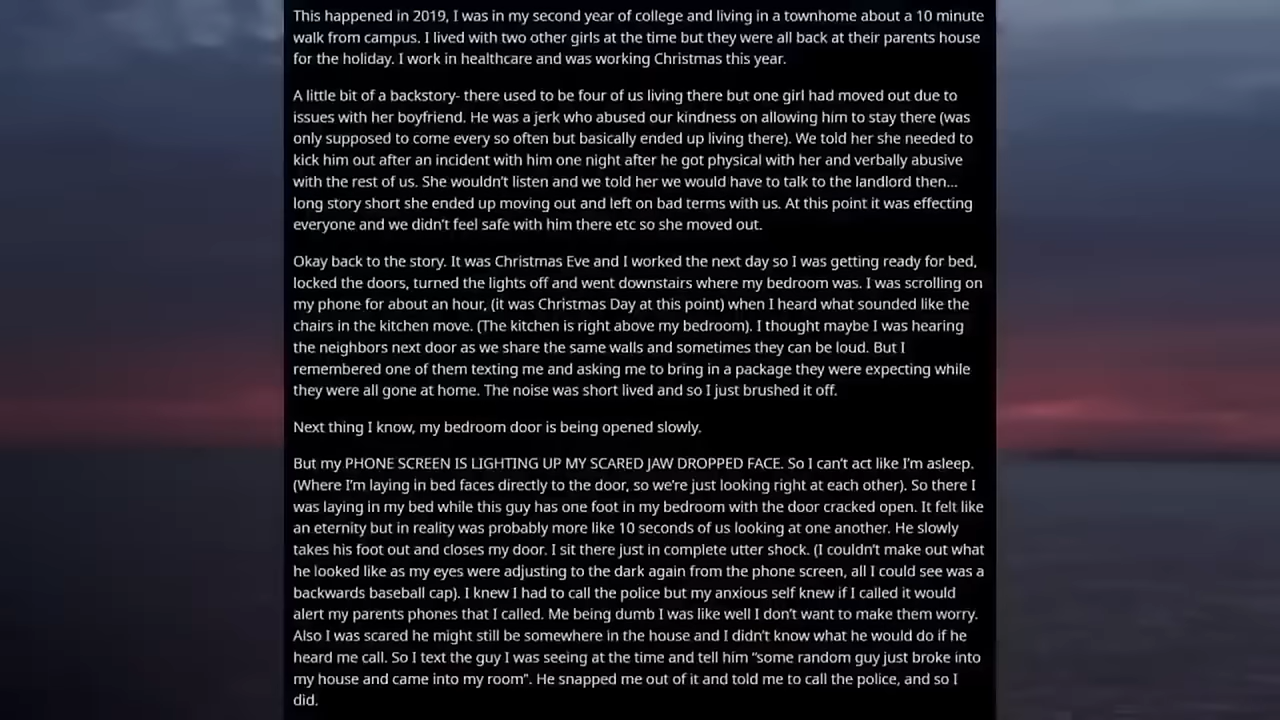 This happened in 2019, I was in my second year of college and living in a townhome about a 10 minute
walk from campus. I lived with two other girls at the time but they were all back at their parents house
for the holiday. I work in healthcare and was working Christmas this year.
A little bit of a backstory- there used to be four of us living there but one girl had moved out due to
issues with her boyfriend. He was a jerk who abused our kindness on allowing him to stay there (was
only supposed to come every so often but basically ended up living there). We told her she needed to
kick him out after an incident with him one night after he got physical with her and verbally abusive
with the rest of us. She wouldn't listen and we told her we would have to talk to the landlord then...
long story short she ended up moving out and left on bad terms with us. At this point it was effecting
everyone and we didn't feel safe with him there etc so she moved out.
Okay back to the story. It was Christmas Eve and I worked the next day so I was getting ready for bed,
locked the doors, turned the lights off and went downstairs where my bedroom was. I was scrolling on
my phone for about an hour, (it was Christmas Day at this point) when I heard what sounded like the
chairs in the kitchen move. (The kitchen is right above my bedroom). I thought maybe I was hearing
the neighbors next door as we share the same walls and sometimes they can be loud. But I
remembered one of them texting me and asking me to bring in a package they were expecting while
they were all gone at home. The noise was short lived and so I just brushed it off.
Next thing I know, my bedroom door is being opened slowly.
But my PHONE SCREEN IS LIGHTING UP MY SCARED JAW DROPPED FACE. So I can't act like I'm asleep.
(Where I'm laying in bed faces directly to the door, so we're just looking right at each other). So there I
was laying in my bed while this guy has one foot in my bedroom with the door cracked open. It felt like
an eternity but in reality was probably more like 10 seconds of us looking at one another. He slowly
takes his foot out and closes my door. I sit there just in complete utter shock. (I couldn't make out what
he looked like as my eyes were adjusting to the dark again from the phone screen, all I could see was a
backwards baseball cap). I knew I had to call the police but my anxious self knew if I called it would
alert my parents phones that I called. Me being dumb I was like well I don't want to make them worry.
Also I was scared he might still be somewhere in the house and I didn't know what he would do if he
heard me call. So I text the guy I was seeing at the time and tell him "some random guy just broke into
my house and came into my room". He snapped me out of it and told me to call the police, and so I
did.